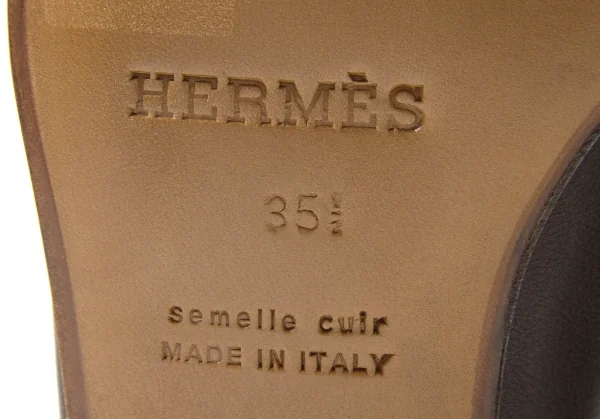 HERMÈS
35½
semelle cuir
MADE IN ITALY